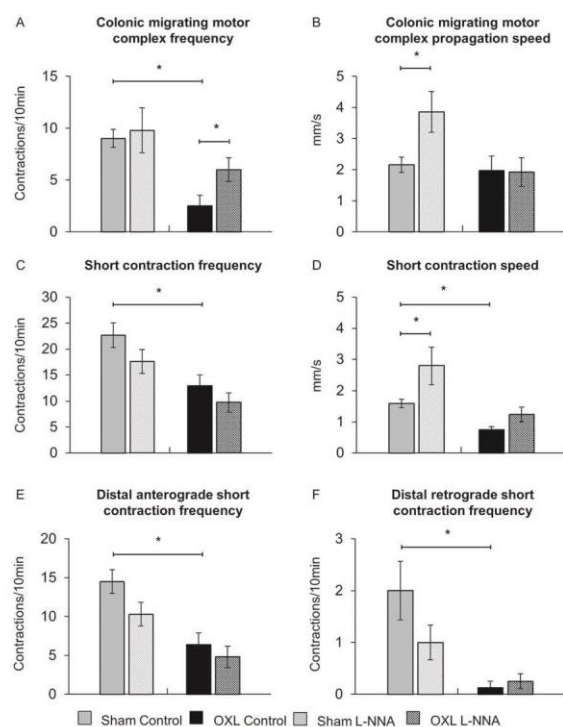 A
Colonic migrating motor
complex frequency
*
*
Contractions/10min
15
10
5
0
B
Colonic migrating motor
complex propagation speed
*
mm/s
5
4
3
2
1
0
C
Short contraction frequency
*
Contractions/10min
30
25
20
15
10
5
0
D
Short contraction speed
*
*
mm/s
5
4
3
2
1
0
E
Distal anterograde short
contraction frequency
*
Contractions/10min
20
15
10
5
0
F
Distal retrograde short
contraction frequency
*
Contractions/10min
3
2
1
0
Sham Control OXL Control Sham L-NNA OXL L-NNA